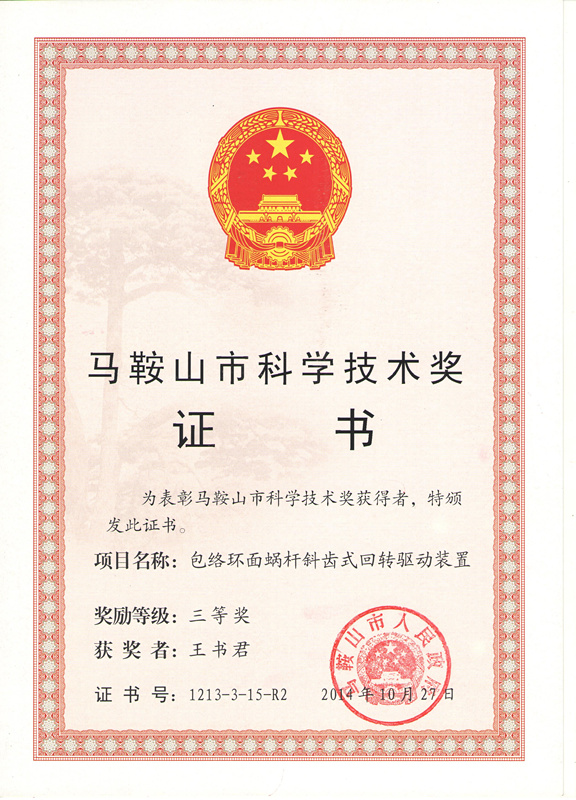 马鞍山市科学技术奖
证 书
为表彰马鞍山市科学技术奖获得者，特颁
发此证书。
项目名称：包络环面蜗杆斜齿式回转驱动装置
奖励等级：三等奖
获 奖 者：王书君
马鞍山市人民政府
证 书 号：1213-3-15-R2 2014年10月27日